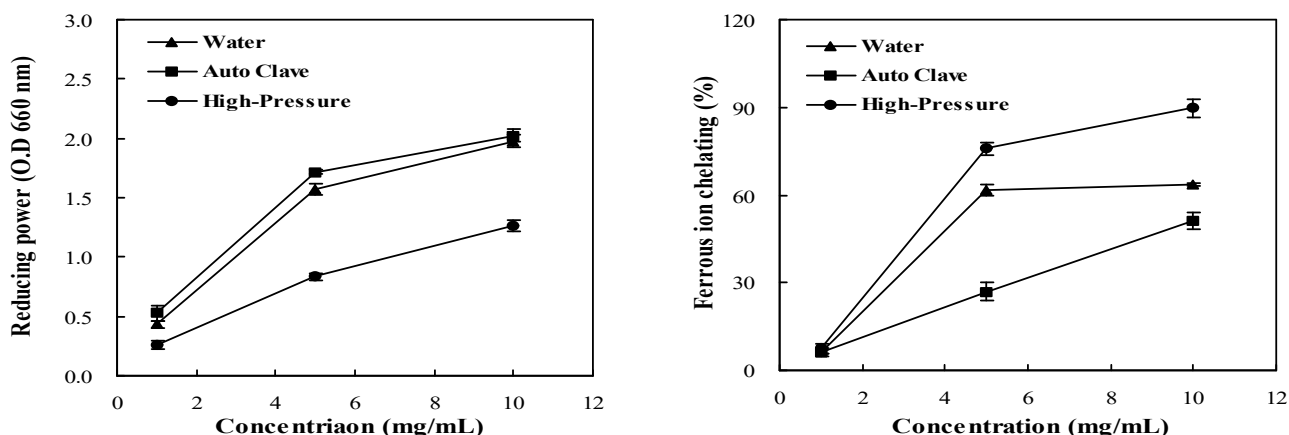 3.0
2.5
2.0
1.5
1.0
0.5
0.0
Reducing power (O.D 660 nm)
Water
Auto Clave
High-Pressure
0 2 4 6 8 10 12
Concentriaon (mg/mL)
120
90
60
30
0
Ferrous ion chelating (%)
Water
Auto Clave
High-Pressure
0 2 4 6 8 10 12
Concentration (mg/mL)